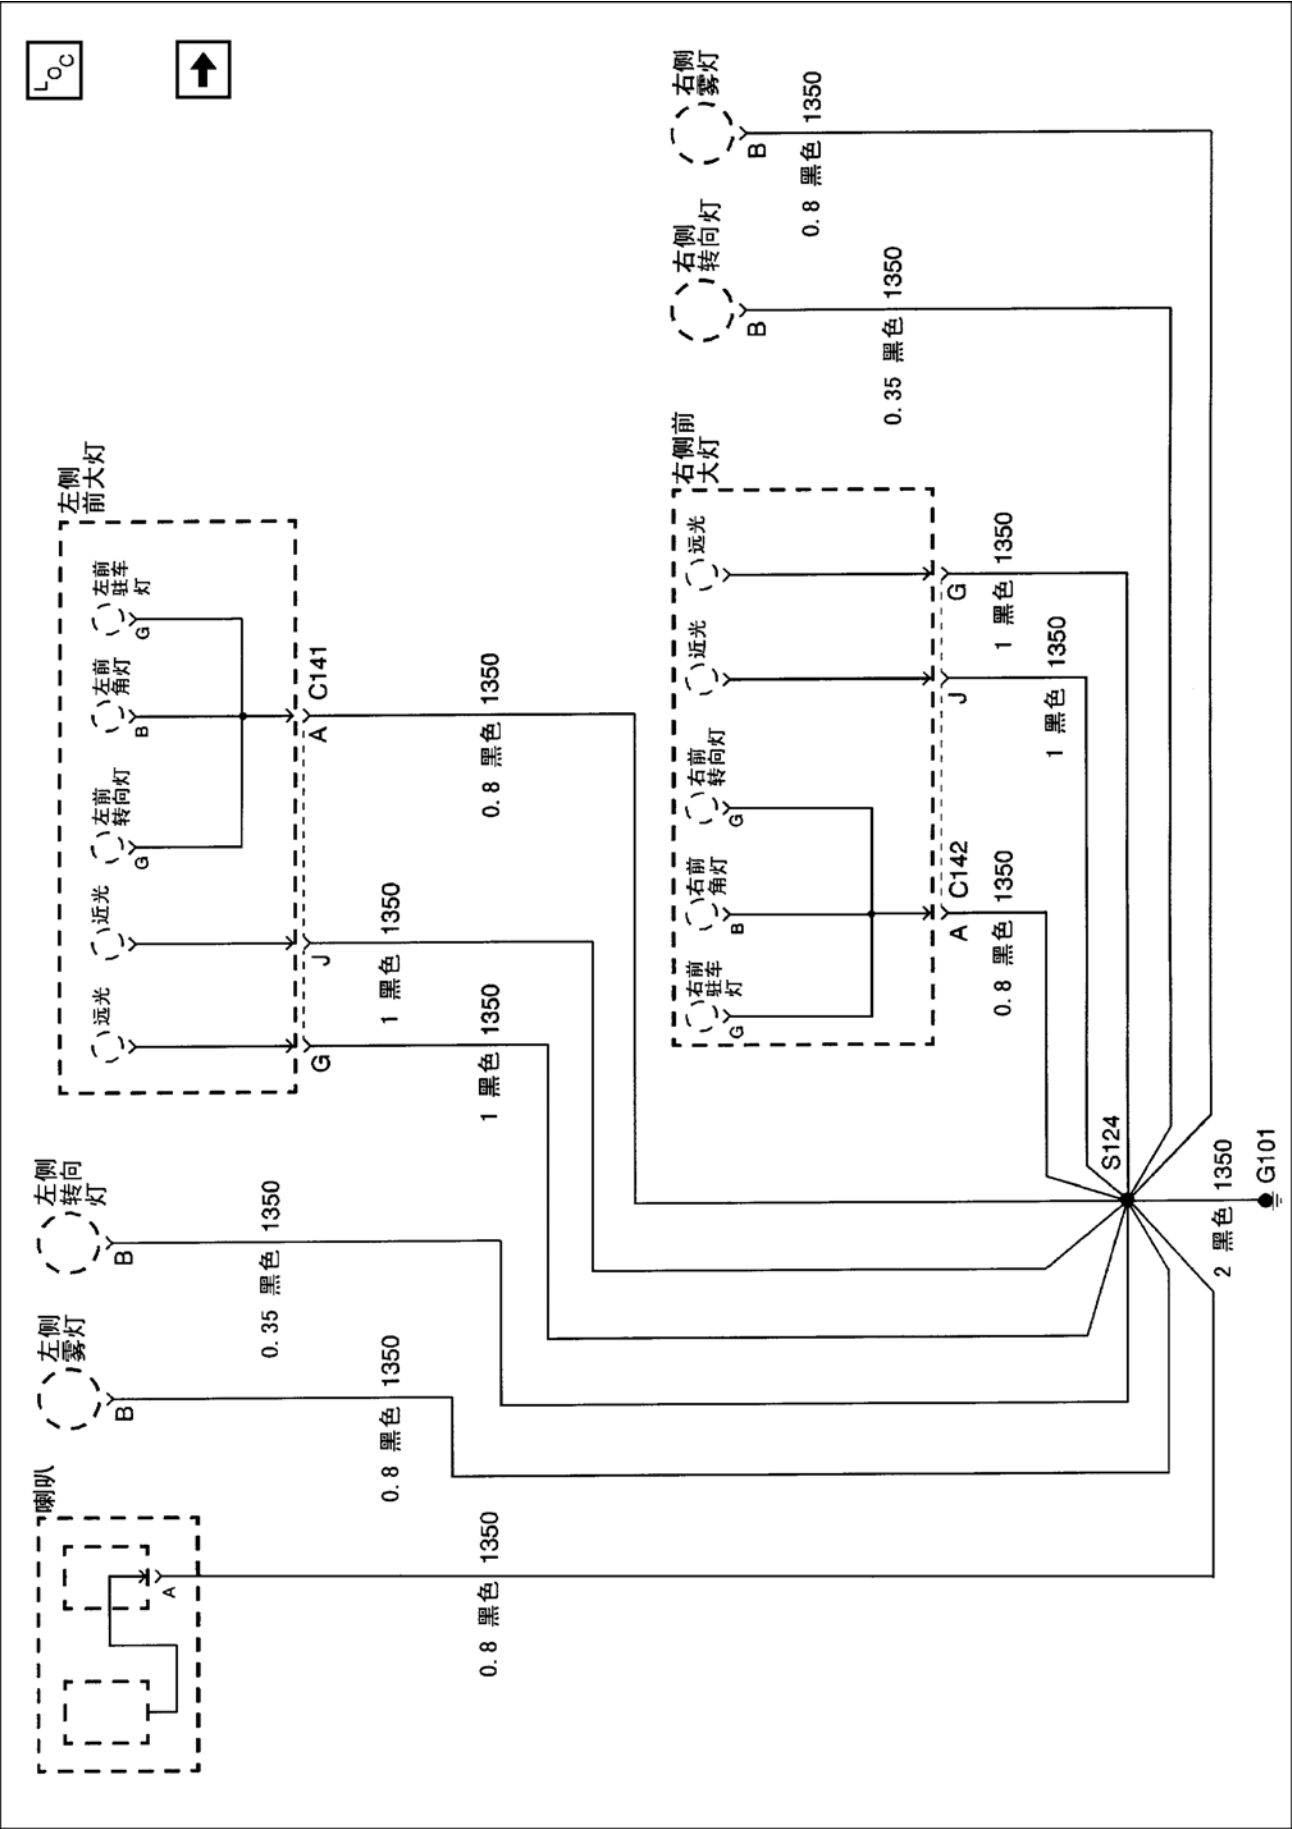 LOC
喇叭
A
0.8 黑色 1350
左侧
雾灯
B
0.8 黑色 1350
左侧
转向
灯
B
0.35 黑色 1350
左侧
前大灯
远光
近光
左前
转向灯
G
左前
角灯
B
左前
驻车
灯
G
G
1 黑色 1350
J
1 黑色 1350
A
C141
0.8 黑色 1350
右侧前
大灯
右前
驻车
灯
G
右前
角灯
B
右前
转向灯
G
近光
远光
A
C142
0.8 黑色 1350
J
1 黑色 1350
G
1 黑色 1350
右侧
转向灯
B
0.35 黑色 1350
右侧
雾灯
B
0.8 黑色 1350
S124
2 黑色 1350
G101